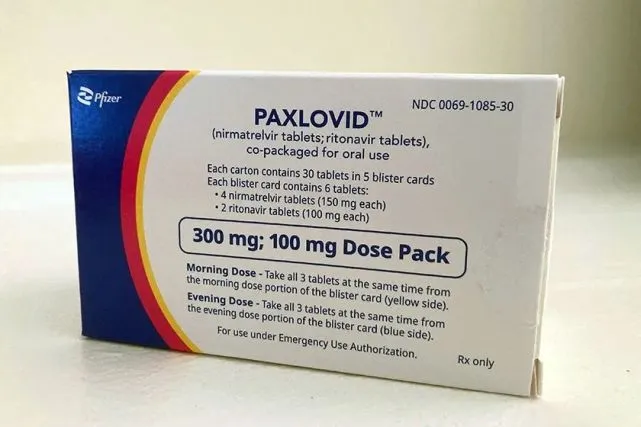 Pfizer
NDC 0069-1085-30
PAXLOVID™
(nirmatrelvir tablets; ritonavir tablets),
co-packaged for oral use
Each carton contains 30 tablets in 5 blister cards
Each blister card contains 6 tablets:
• 4 nirmatrelvir tablets (150 mg each)
• 2 ritonavir tablets (100 mg each)
300 mg; 100 mg Dose Pack
Morning Dose - Take all 3 tablets at the same time from
the morning dose portion of the blister card (yellow side).
Evening Dose - Take all 3 tablets at the same time from
the evening dose portion of the blister card (blue side).
For use under Emergency Use Authorization.
Rx only